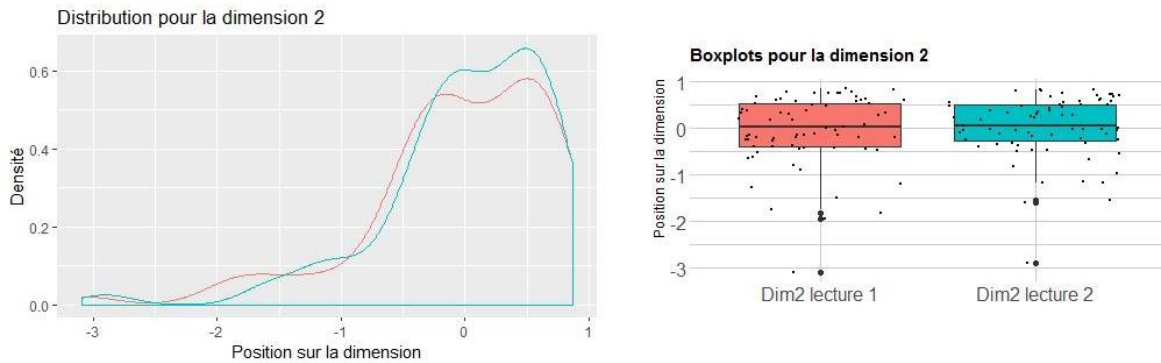 Distribution pour la dimension 2
0.6
0.4
0.2
0.0
Densité
-3
-2
-1
0
1
Position sur la dimension
Boxplots pour la dimension 2
1
0
-1
-2
-3
Position sur la dimension
Dim2 lecture 1
Dim2 lecture 2